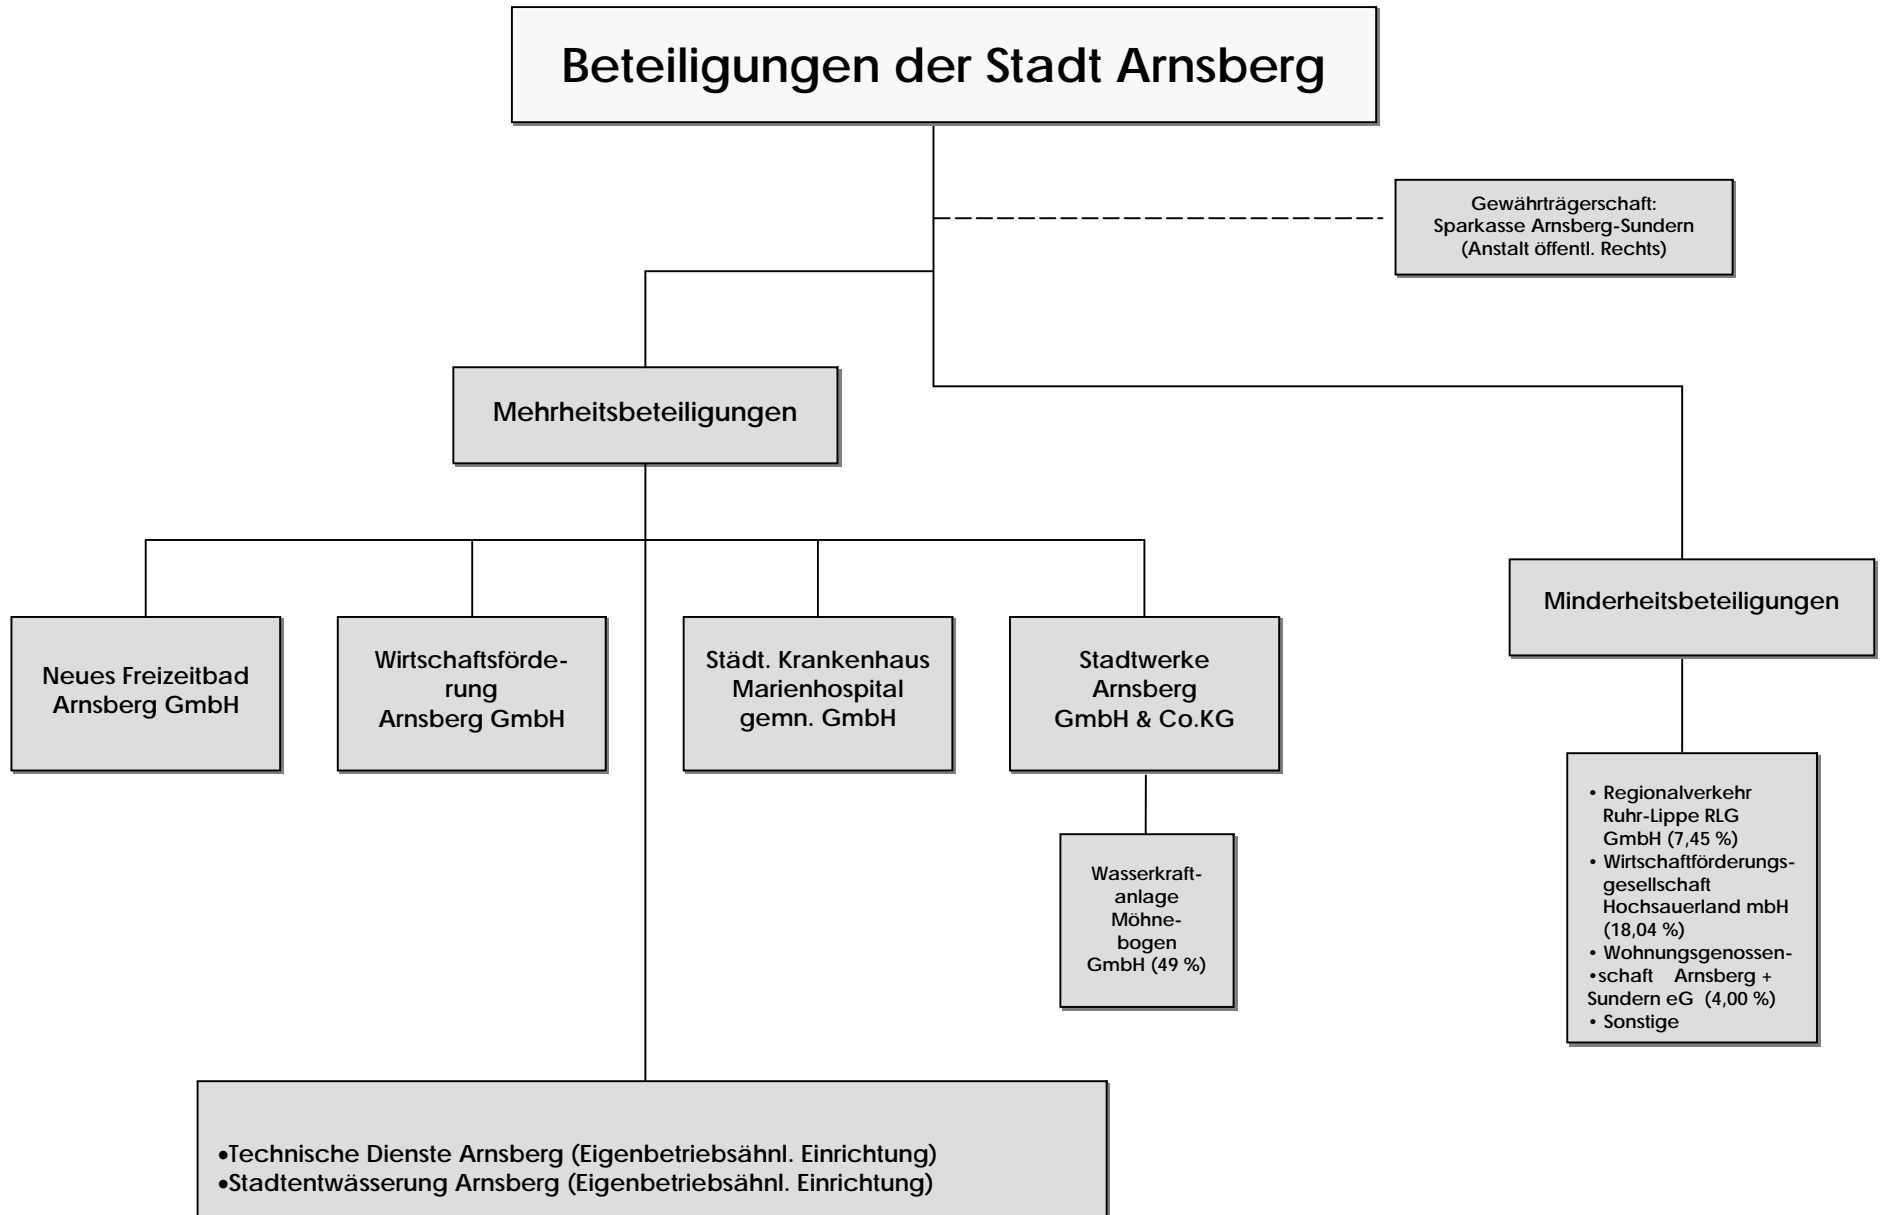 Beteiligungen der Stadt Arnsberg
Gewährträgerschaft:
Sparkasse Arnsberg-Sundern
(Anstalt öffentl. Rechts)
Mehrheitsbeteiligungen
Minderheitsbeteiligungen
Neues Freizeitbad
Arnsberg GmbH
Wirtschaftsförde-
rung
Arnsberg GmbH
Städt. Krankenhaus
Marienhospital
gemn. GmbH
Stadtwerke
Arnsberg
GmbH & Co.KG
Wasserkraft-
anlage
Möhne-
bogen
GmbH (49 %)
• Regionalverkehr
Ruhr-Lippe RLG
GmbH (7,45 %)
• Wirtschaftförderungs-
gesellschaft
Hochsauerland mbH
(18,04 %)
• Wohnungsgenossen-
•schaft Arnsberg +
Sundern eG (4,00 %)
• Sonstige
•Technische Dienste Arnsberg (Eigenbetriebsähnl. Einrichtung)
•Stadtentwässerung Arnsberg (Eigenbetriebsähnl. Einrichtung)